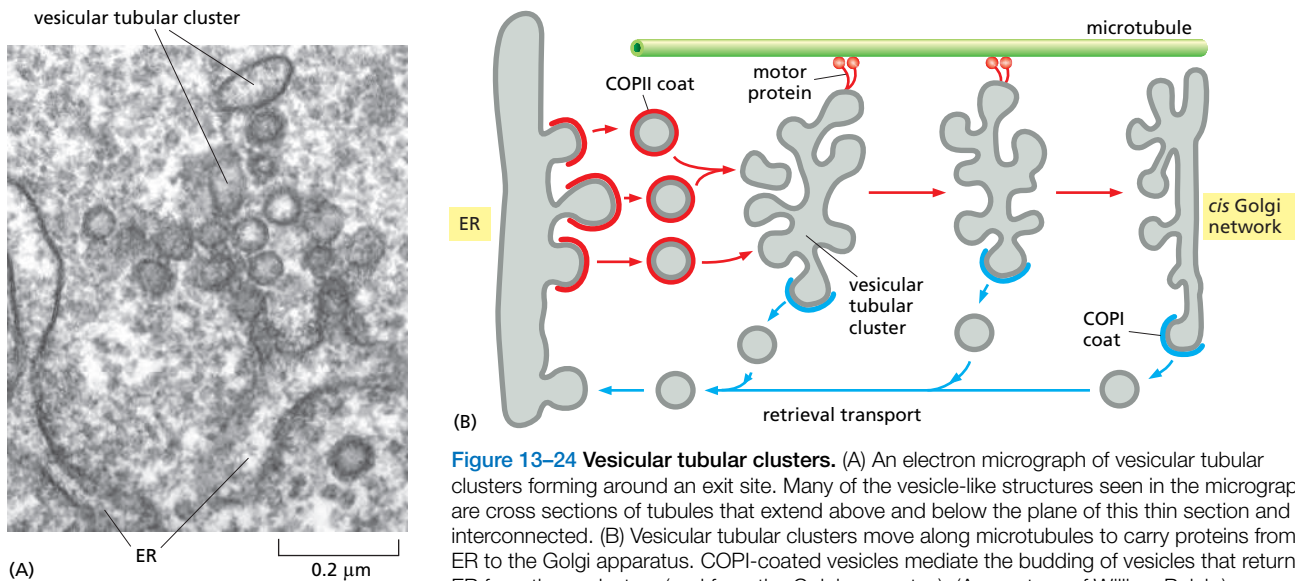 vesicular tubular cluster
ER
(A)
0.2 µm
microtubule
motor
protein
COPII coat
ER
cis Golgi
network
vesicular
tubular
cluster
COPI
coat
retrieval transport
(B)
Figure 13–24 Vesicular tubular clusters. (A) An electron micrograph of vesicular tubular
clusters forming around an exit site. Many of the vesicle-like structures seen in the micrograp
are cross sections of tubules that extend above and below the plane of this thin section and
interconnected. (B) Vesicular tubular clusters move along microtubules to carry proteins from
ER to the Golgi apparatus. COPI-coated vesicles mediate the budding of vesicles that return